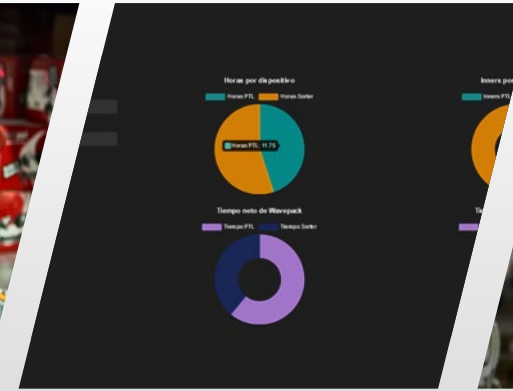 Horas por dispositivo
Horas PTL Horas Sorter
Horas PTL: 11.75
Tiempo neto de Wavepack
Tiempo PTL Tiempo Sorter
Inners por
Inners PTL